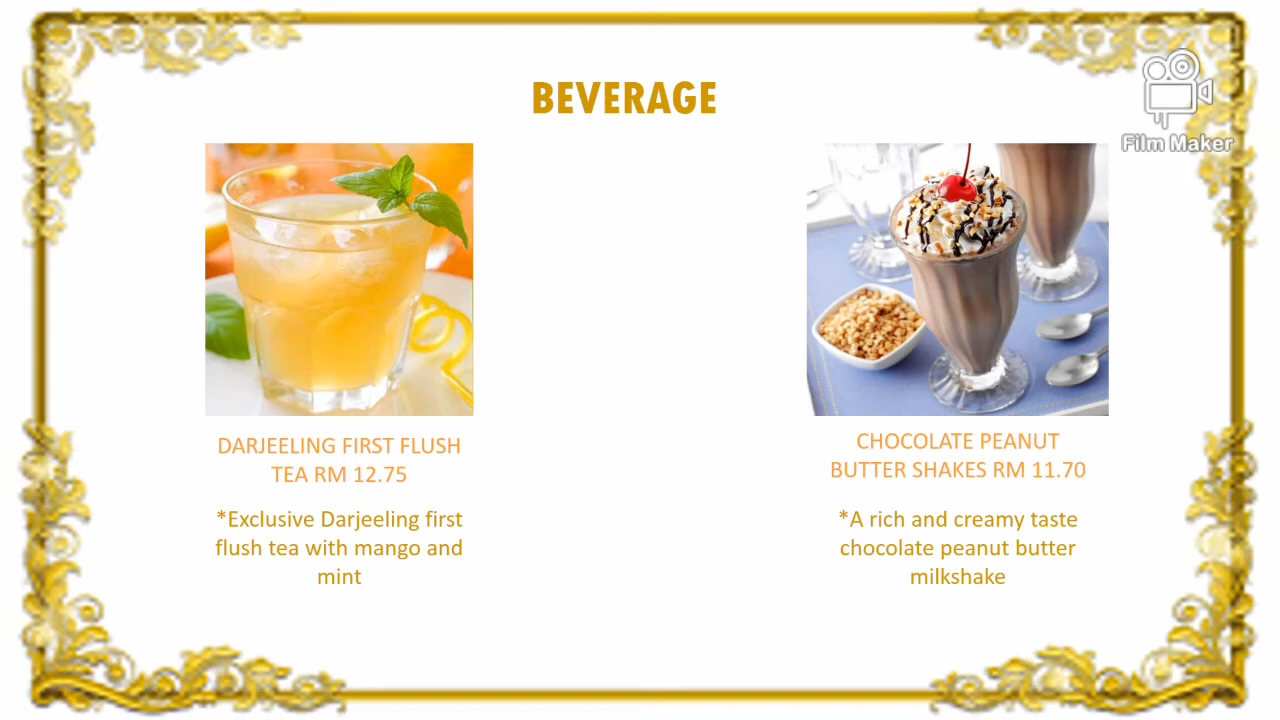 BEVERAGE
Film Maker
DARJEELING FIRST FLUSH
TEA RM 12.75
*Exclusive Darjeeling first
flush tea with mango and
mint
CHOCOLATE PEANUT
BUTTER SHAKES RM 11.70
*A rich and creamy taste
chocolate peanut butter
milkshake